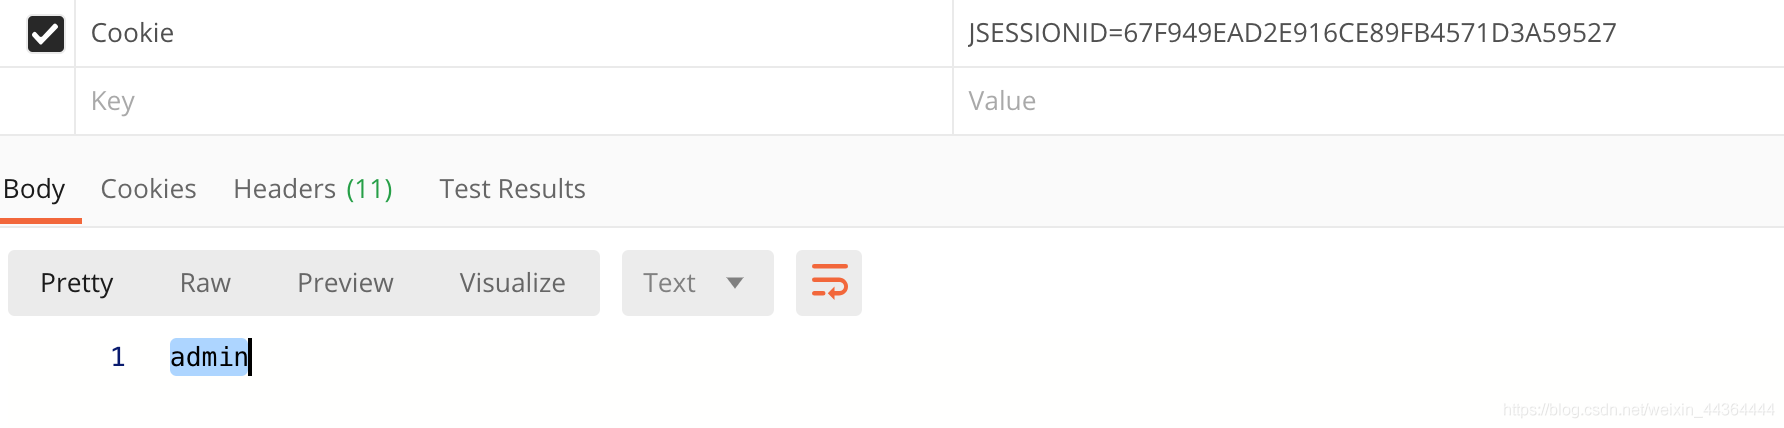 Cookie JSESSIONID=67F949EAD2E916CE89FB4571D3A59527
Key Value
Body Cookies Headers (11) Test Results
Pretty Raw Preview Visualize Text
1 admin
https://blog.csdn.net/weixin_44364444